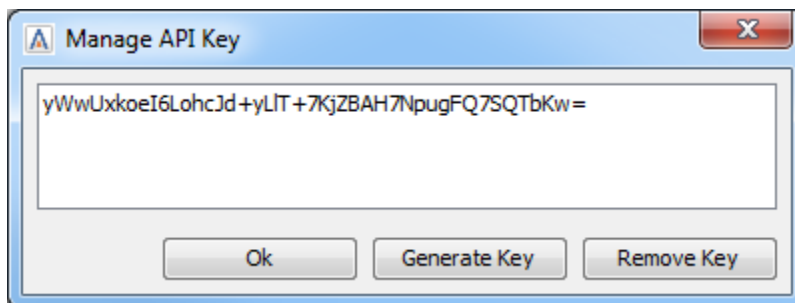 Manage API Key
yWwUxkoeI6LohcJd+yLlT+7KjZBAH7NpugFQ7SQTbKw=
Ok
Generate Key
Remove Key